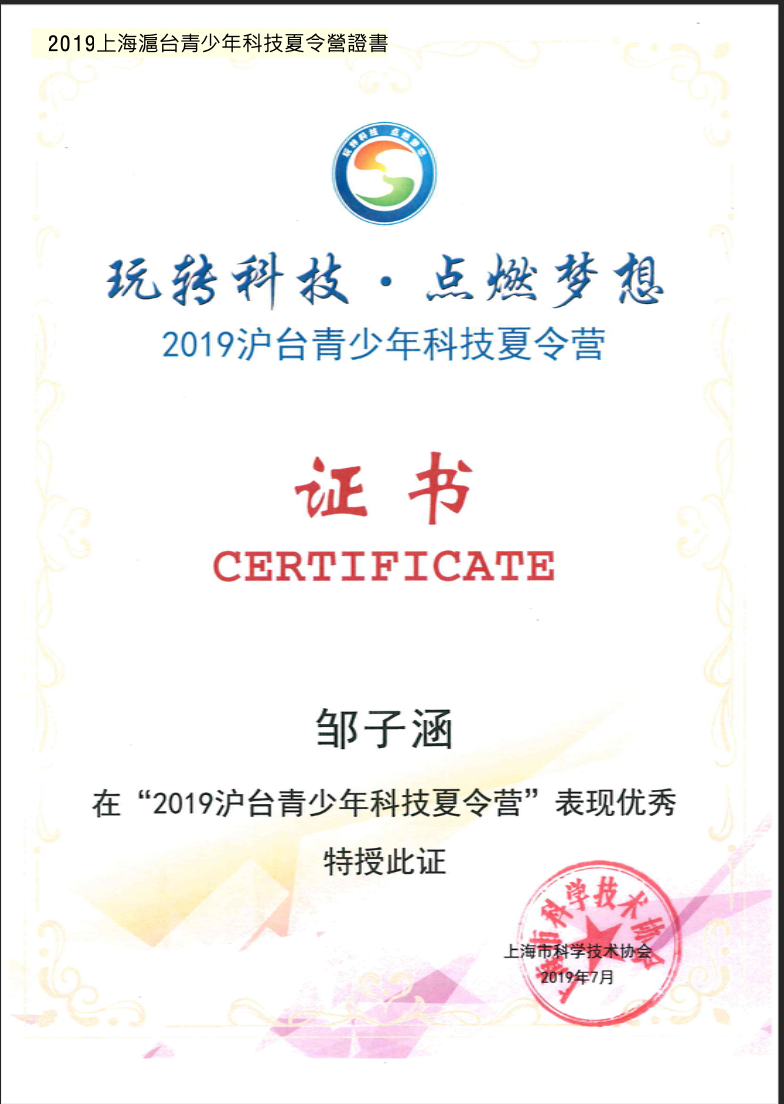 2019上海滬台青少年科技夏令營證書
玩转科技 点燃梦想
玩转科技·点燃梦想
2019沪台青少年科技夏令营
证书
CERTIFICATE
邹子涵
在“2019沪台青少年科技夏令营”表现优秀
特授此证
上海市科学技术协会
上海市科学技术协会
2019年7月